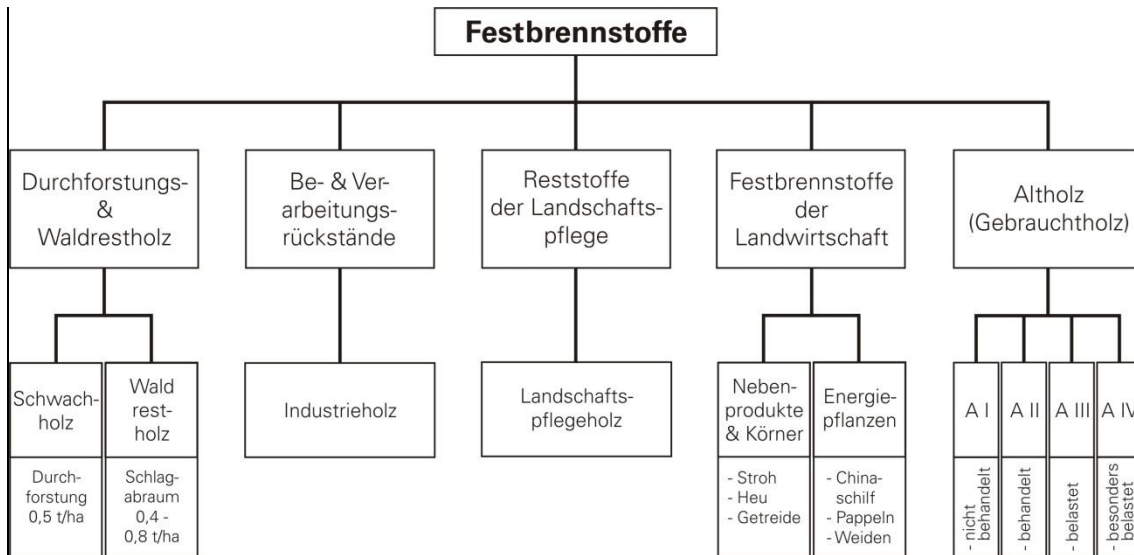 Festbrennstoffe
Durchforstungs-
&
Waldrestholz
Be- & Ver-
arbeitungs-
rückstände
Reststoffe
der Landschafts-
pflege
Festbrennstoffe
der
Landwirtschaft
Altholz
(Gebrauchtholz)
Schwach-
holz
Durch-
forstung
0,5 t/ha
Wald
rest-
holz
Schlag-
abraum
0,4 -
0,8 t/ha
Industrieholz
Landschafts-
pflegeholz
Neben-
produkte
& Körner
- Stroh
- Heu
- Getreide
Energie-
pflanzen
- China-
schilf
- Pappeln
- Weiden
A I
- nicht
behandelt
A II
- behandelt
A III
- belastet
A IV
- besonders
belastet